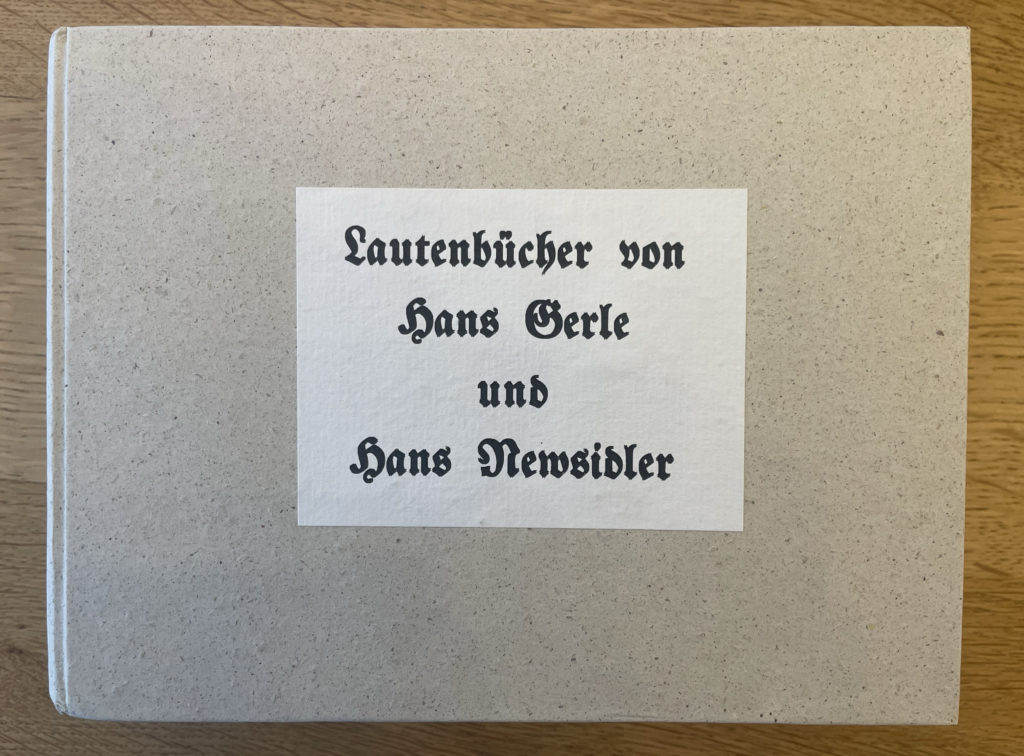 Lautenbücher von
Hans Gerle
und
Hans Newsidler